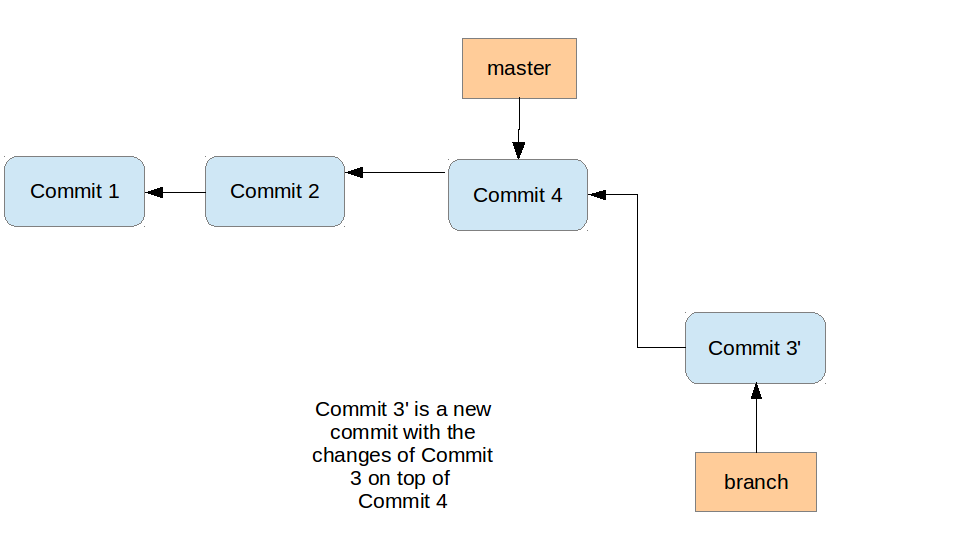 master
Commit 1
Commit 2
Commit 4
Commit 3'
Commit 3' is a new
commit with the
changes of Commit
3 on top of
Commit 4
branch